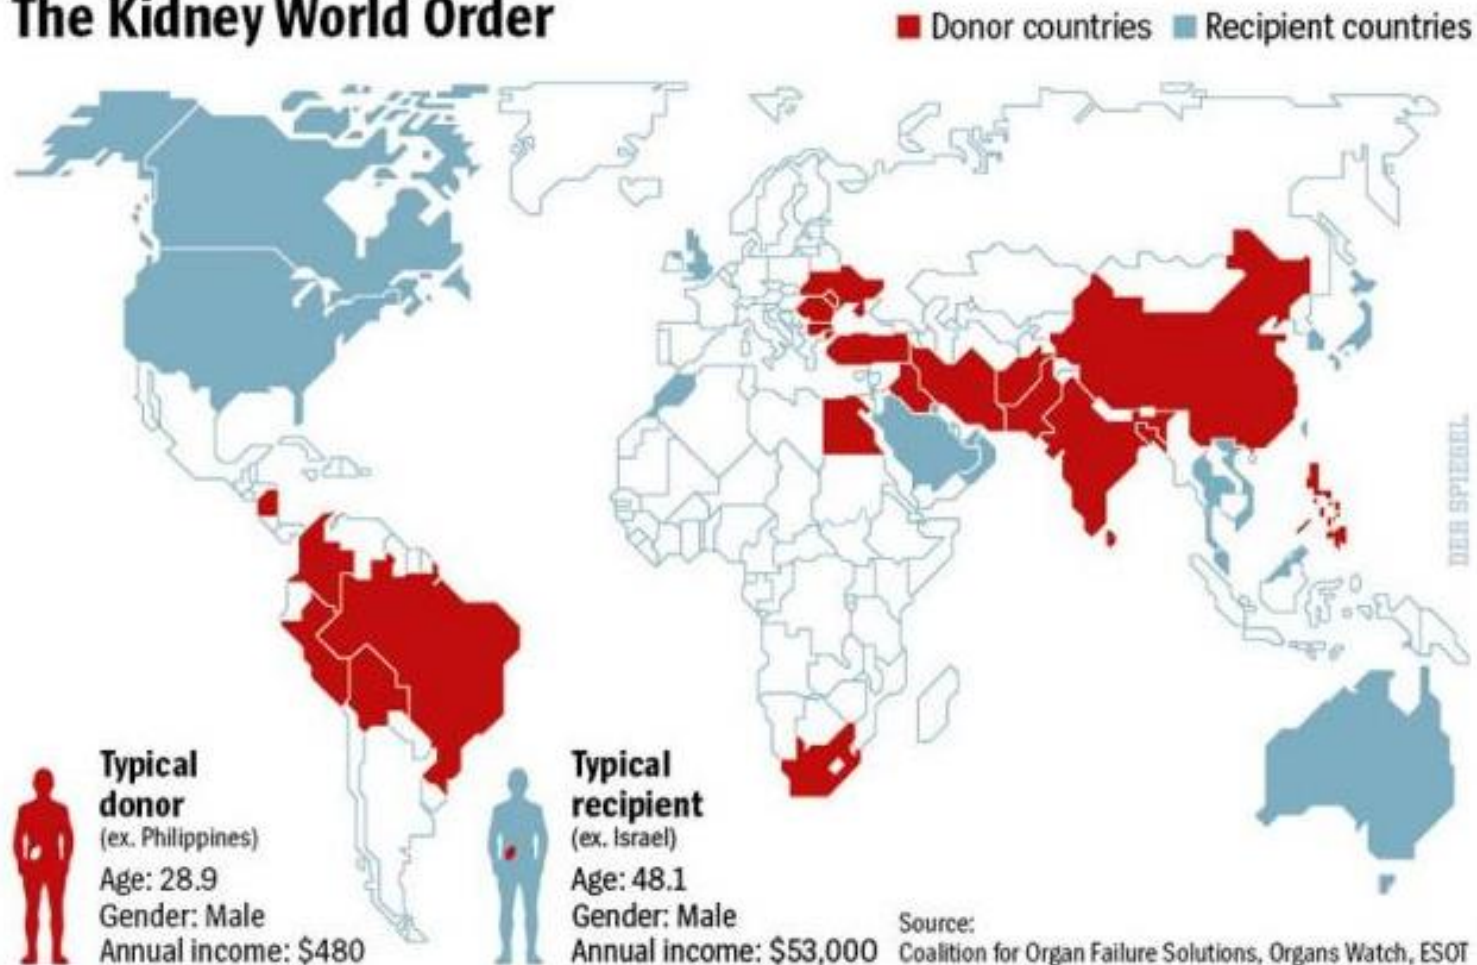 The Kidney World Order
Donor countries
Recipient countries
DER SPIEGEL
Typical
donor
(ex. Philippines)
Age: 28.9
Gender: Male
Annual income: $480
Typical
recipient
(ex. Israel)
Age: 48.1
Gender: Male
Annual income: $53,000
Source:
Coalition for Organ Failure Solutions, Organs Watch, ESOT